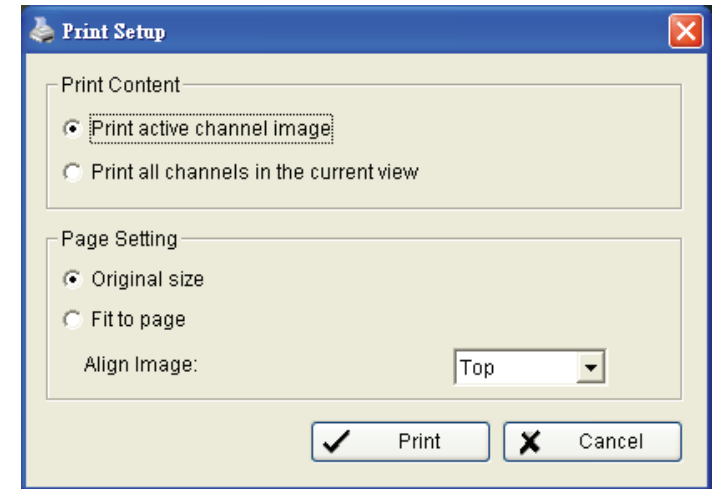 Print Setup
Print Content
Print active channel image
Print all channels in the current view
Page Setting
Original size
Fit to page
Align Image: Top
Print Cancel